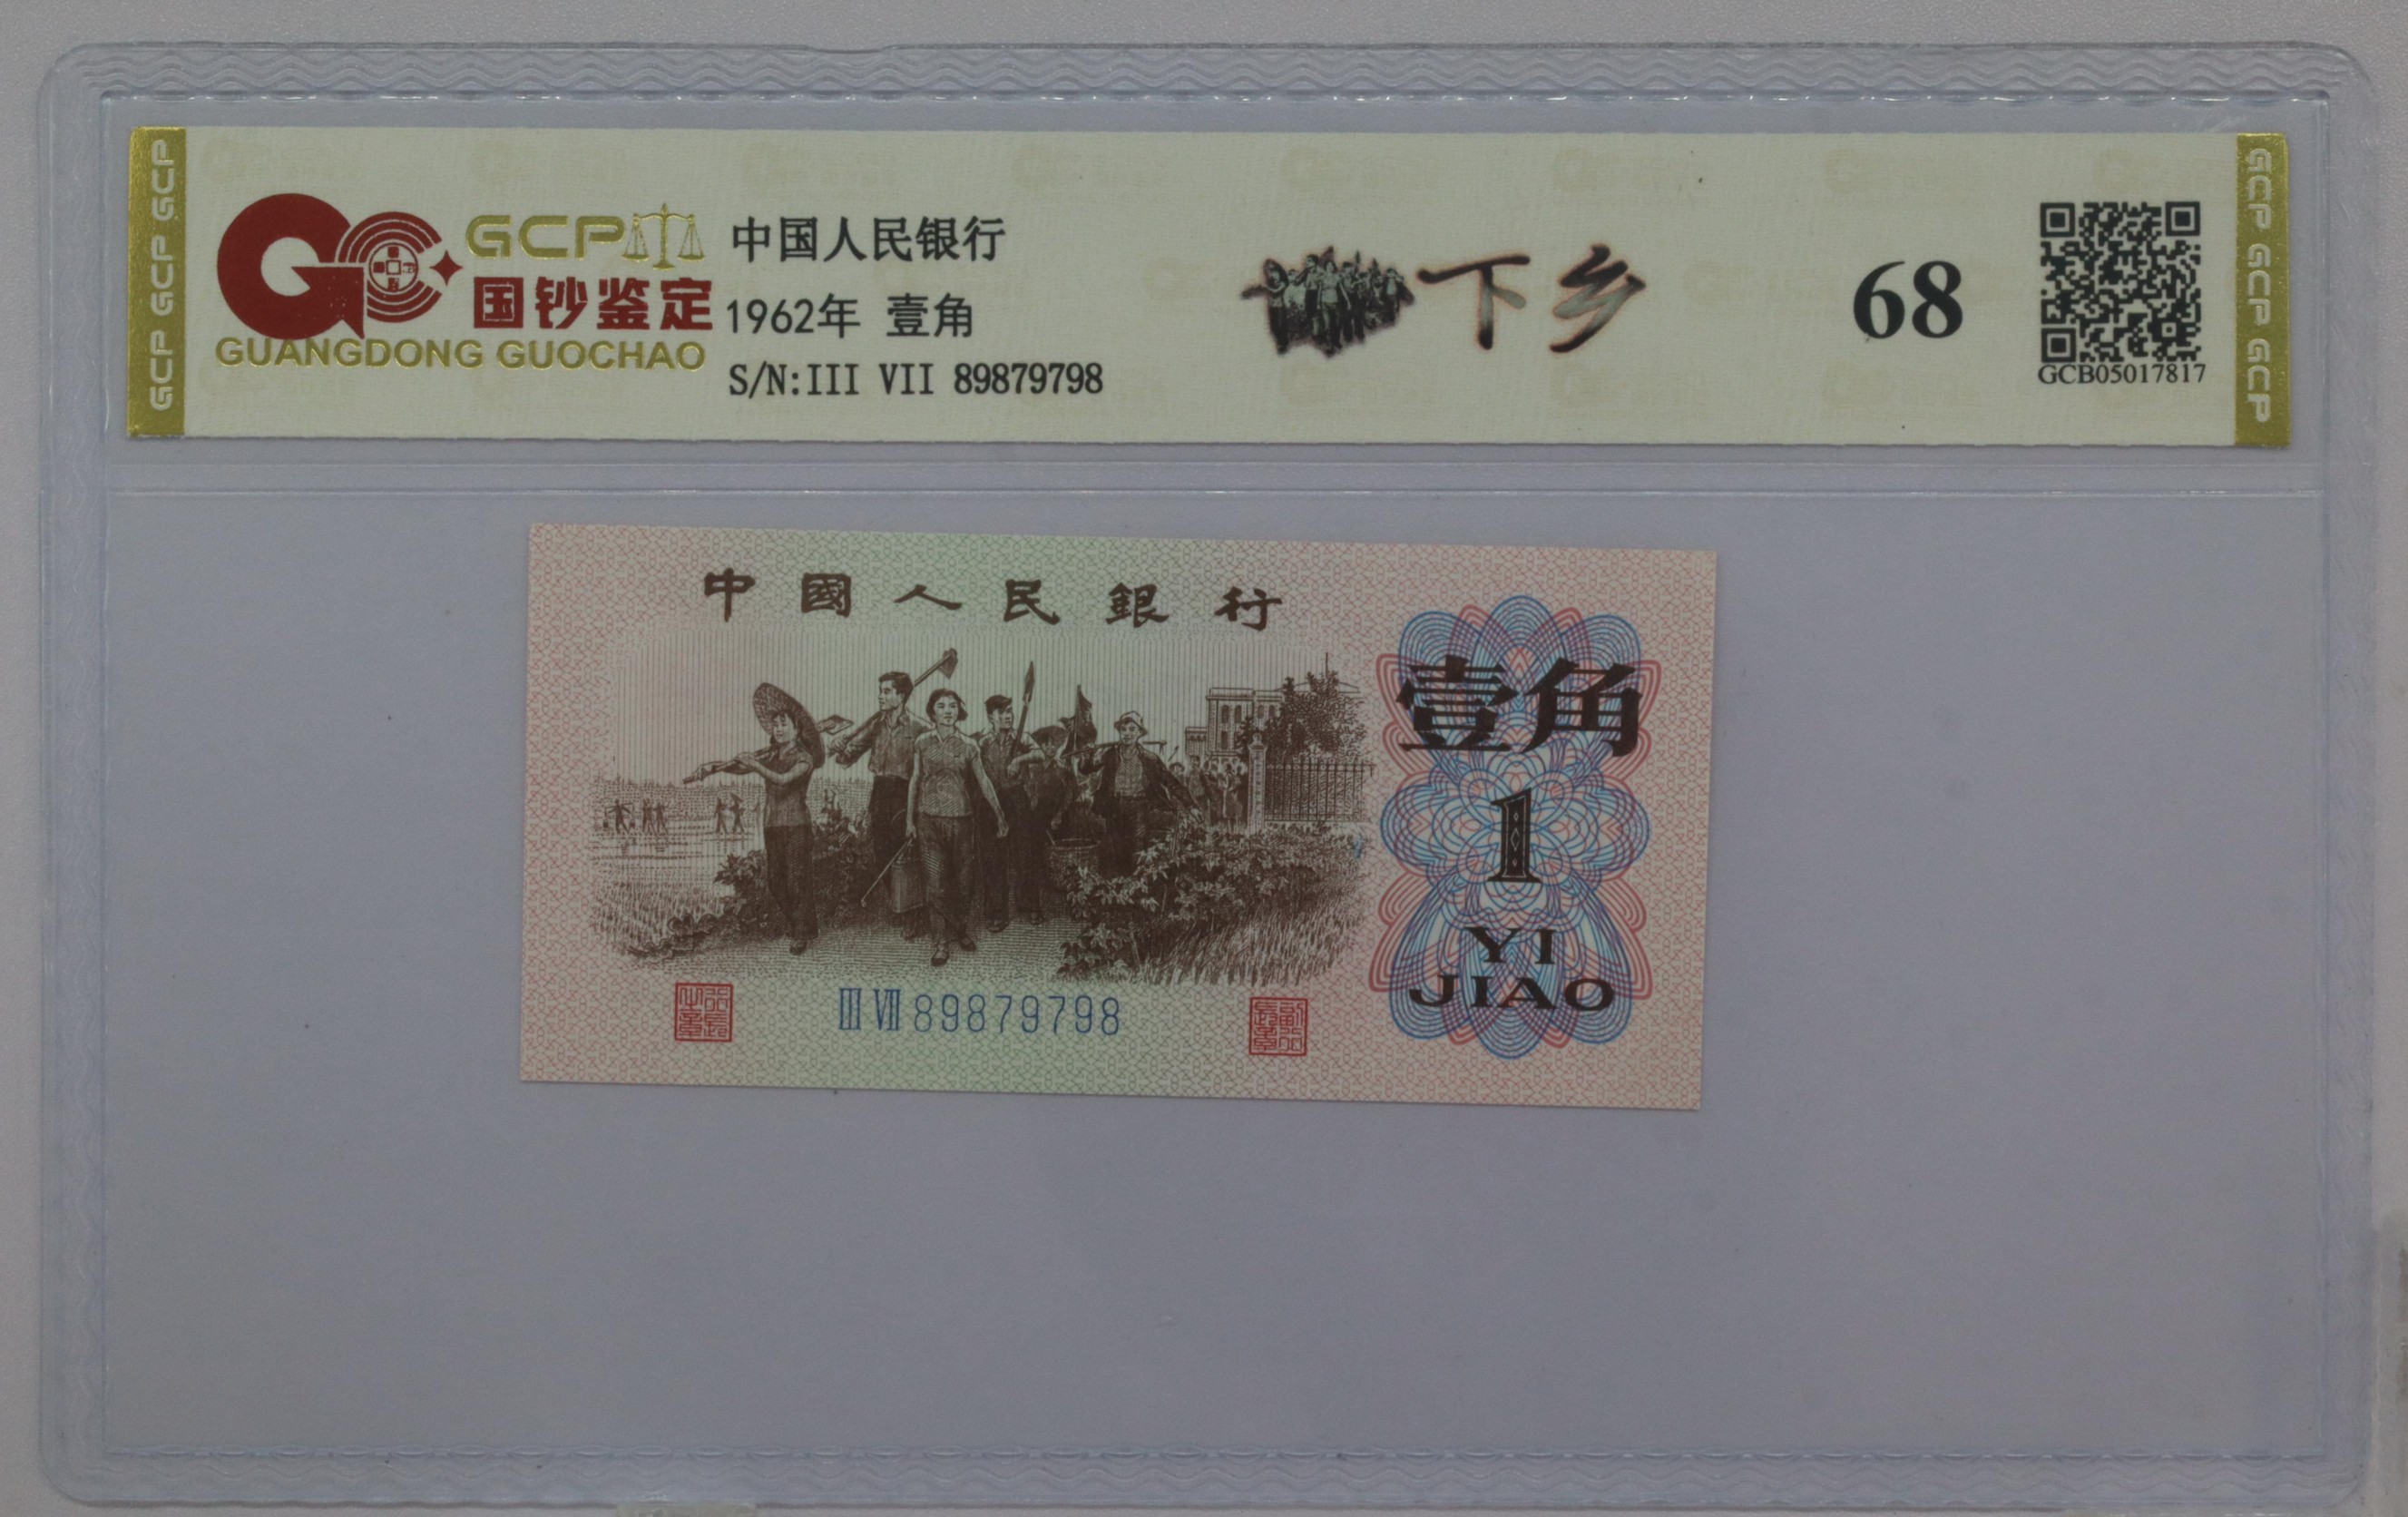 GCP GCP GCP
GCP
国钞鉴定
GUANGDONG GUOCHAO
中国人民银行
1962年 壹角
S/N:III VII 89879798
下乡
68
GCB05017817
GCP GCP GCP GCP
中國人民銀行
壹角
1
YI
JIAO
III VII 89879798